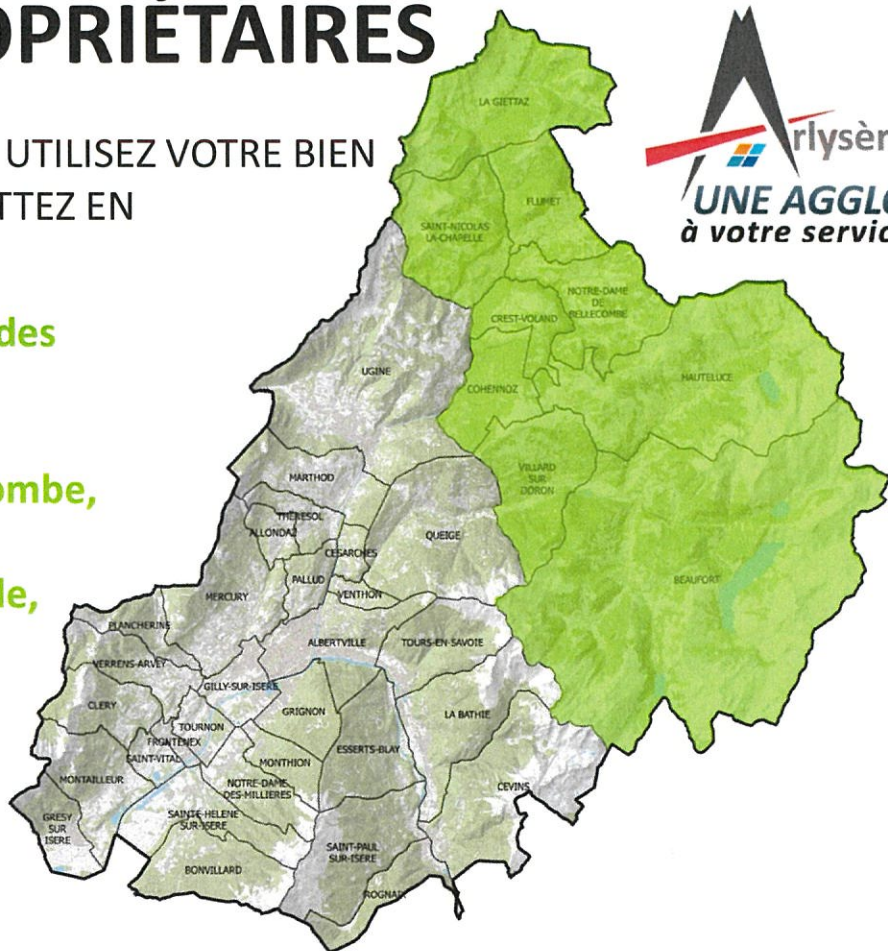 OPRIÉTAIRES
UTILISEZ VOTRE BIEN
TTEZ EN
des
ombe,
le,
rlysère
UNE AGGLO
à votre servic
LA GIETTAZ
FLUMET
SAINT-NICOLAS
LA-CHAPELLE
NOTRE-DAME
DE
BELLECOMBE
CREST-VOLAND
UGINE
COHENNOZ
HAUTELUCE
MARTHOD
VILLARD
SUR
DORON
THENESOL
ALLONDAZ
QUEIGE
CESARCHES
PALLUD
BEAUFORT
MERCURY
VENTHON
PLANCHERINE
ALBERTVILLE
TOURS-EN-SAVOIE
VERRENS-ARVEY
GILLY-SUR-ISERE
CLERY
GRIGNON
LA BATHIE
TOURNON
FRONTENEX
ESSERTS-BLAY
SAINT-VITAL
MONTHION
MONTAILLEUR
NOTRE-DAME
DES-MILLIERES
CEVINS
GRESY
SUR
ISERE
SAINTE-HELENE
SUR-ISERE
SAINT-PAUL
SUR-ISERE
BONVILLARD
ROGNAIX